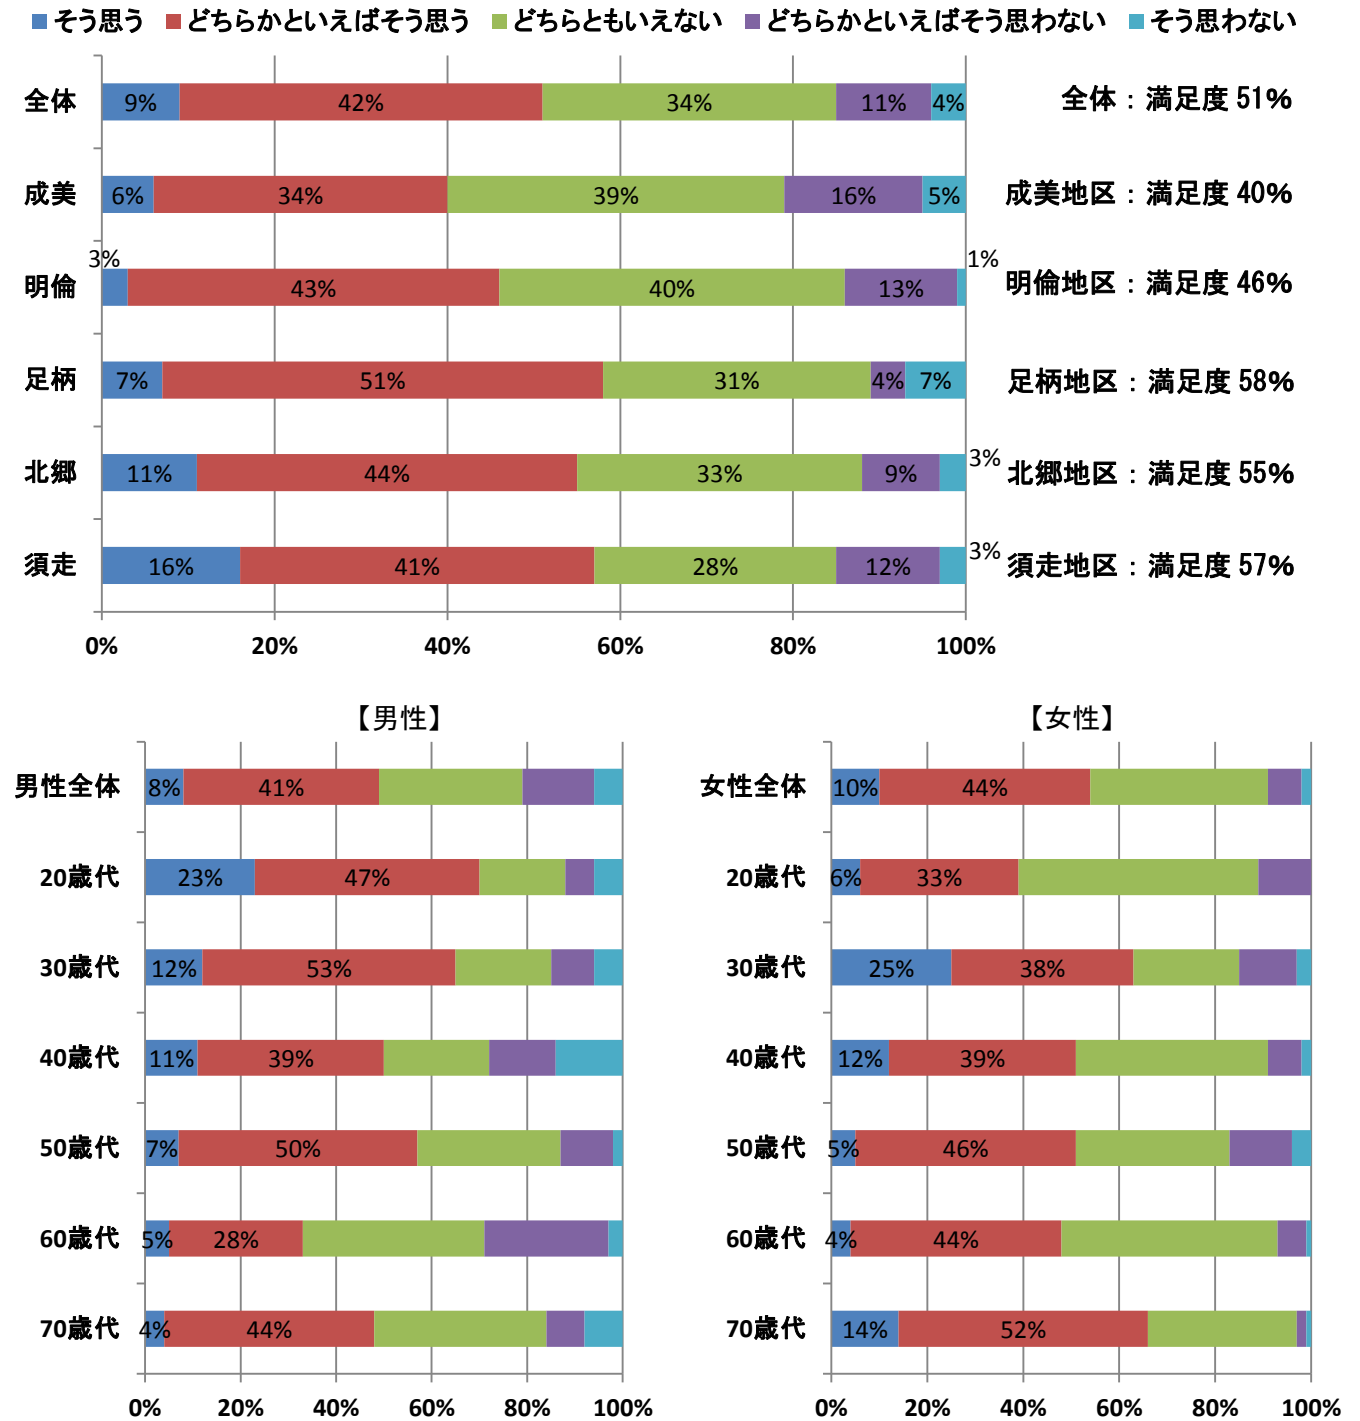 そう思う どちらかといえばそう思う どちらともいえない どちらかといえばそう思わない そう思わない
全体 9% 42% 34% 11% 4% 全体：満足度 51%
成美 6% 34% 39% 16% 5% 成美地区：満足度 40%
明倫 3% 43% 40% 13% 1% 明倫地区：満足度 46%
足柄 7% 51% 31% 4% 7% 足柄地区：満足度 58%
北郷 11% 44% 33% 9% 3% 北郷地区：満足度 55%
須走 16% 41% 28% 12% 3% 須走地区：満足度 57%
0% 20% 40% 60% 80% 100%
【男性】
男性全体 8% 41%
20歳代 23% 47%
30歳代 12% 53%
40歳代 11% 39%
50歳代 7% 50%
60歳代 5% 28%
70歳代 4% 44%
0% 20% 40% 60% 80% 100%
【女性】
女性全体 10% 44%
20歳代 6% 33%
30歳代 25% 38%
40歳代 12% 39%
50歳代 5% 46%
60歳代 4% 44%
70歳代 14% 52%
0% 20% 40% 60% 80% 100%